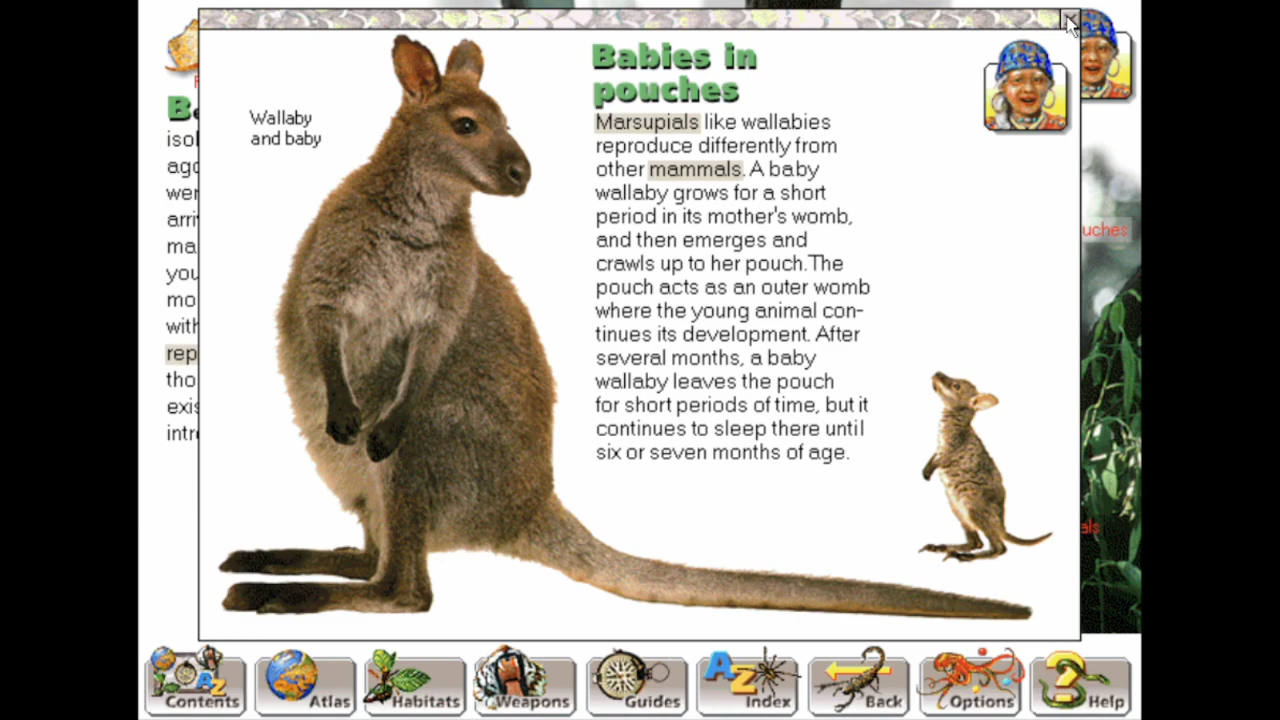 Wallaby
and baby
Babies in
pouches
Marsupials like wallabies
reproduce differently from
other mammals. A baby
wallaby grows for a short
period in its mother's womb,
and then emerges and
crawls up to her pouch.The
pouch acts as an outer womb
where the young animal con-
tinues its development. After
several months, a baby
wallaby leaves the pouch
for short periods of time, but it
continues to sleep there until
six or seven months of age.
Contents
Atlas
Habitats
Weapons
Guides
AZ
Index
Back
Options
Help